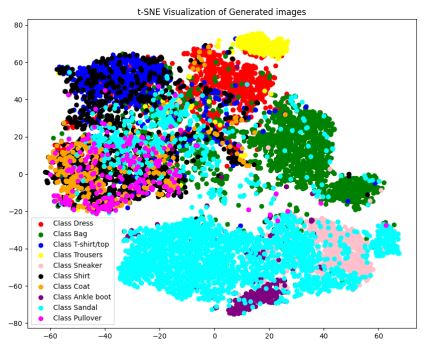 t-SNE Visualization of Generated images
80
60
40
20
0
−20
−40
−60
−80
Class Dress
Class Bag
Class T-shirt/top
Class Trousers
Class Sneaker
Class Shirt
Class Coat
Class Ankle boot
Class Sandal
Class Pullover
−60 −40 −20 0 20 40 60